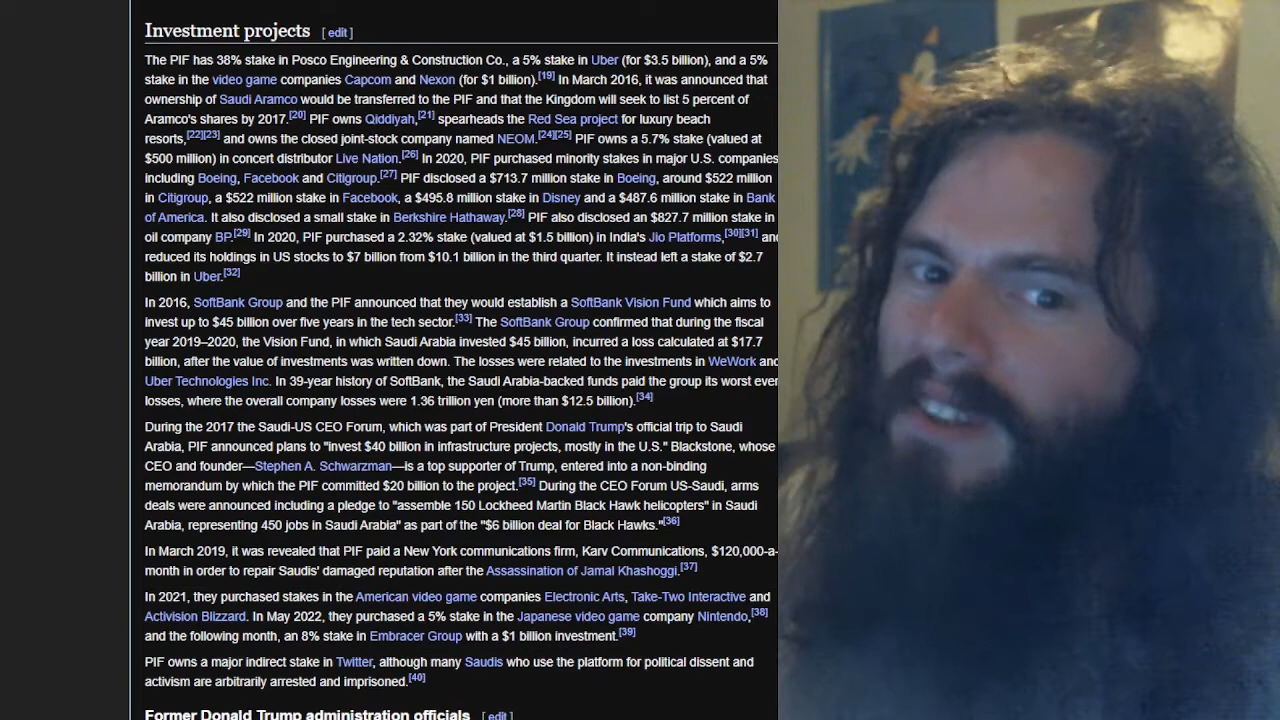 Investment projects [ edit ]
The PIF has 38% stake in Posco Engineering & Construction Co., a 5% stake in Uber (for $3.5 billion), and a 5%
stake in the video game companies Capcom and Nexon (for $1 billion).[19] In March 2016, it was announced that
ownership of Saudi Aramco would be transferred to the PIF and that the Kingdom will seek to list 5 percent of
Aramco's shares by 2017.[20] PIF owns Qiddiyah,[21] spearheads the Red Sea project for luxury beach
resorts,[22][23] and owns the closed joint-stock company named NEOM.[24][25] PIF owns a 5.7% stake (valued at
$500 million) in concert distributor Live Nation.[26] In 2020, PIF purchased minority stakes in major U.S. companies
including Boeing, Facebook and Citigroup.[27] PIF disclosed a $713.7 million stake in Boeing, around $522 million
in Citigroup, a $522 million stake in Facebook, a $495.8 million stake in Disney and a $487.6 million stake in Bank
of America. It also disclosed a small stake in Berkshire Hathaway.[28] PIF also disclosed an $827.7 million stake in
oil company BP.[29] In 2020, PIF purchased a 2.32% stake (valued at $1.5 billion) in India's Jio Platforms,[30][31] and
reduced its holdings in US stocks to $7 billion from $10.1 billion in the third quarter. It instead left a stake of $2.7
billion in Uber.[32]
In 2016, SoftBank Group and the PIF announced that they would establish a SoftBank Vision Fund which aims to
invest up to $45 billion over five years in the tech sector.[33] The SoftBank Group confirmed that during the fiscal
year 2019–2020, the Vision Fund, in which Saudi Arabia invested $45 billion, incurred a loss calculated at $17.7
billion, after the value of investments was written down. The losses were related to the investments in WeWork and
Uber Technologies Inc. In 39-year history of SoftBank, the Saudi Arabia-backed funds paid the group its worst ever
losses, where the overall company losses were 1.36 trillion yen (more than $12.5 billion).[34]
During the 2017 the Saudi-US CEO Forum, which was part of President Donald Trump's official trip to Saudi
Arabia, PIF announced plans to "invest $40 billion in infrastructure projects, mostly in the U.S." Blackstone, whose
CEO and founder—Stephen A. Schwarzman—is a top supporter of Trump, entered into a non-binding
memorandum by which the PIF committed $20 billion to the project.[35] During the CEO Forum US-Saudi, arms
deals were announced including a pledge to "assemble 150 Lockheed Martin Black Hawk helicopters" in Saudi
Arabia, representing 450 jobs in Saudi Arabia" as part of the "$6 billion deal for Black Hawks."[36]
In March 2019, it was revealed that PIF paid a New York communications firm, Karv Communications, $120,000-a-
month in order to repair Saudis' damaged reputation after the Assassination of Jamal Khashoggi.[37]
In 2021, they purchased stakes in the American video game companies Electronic Arts, Take-Two Interactive and
Activision Blizzard. In May 2022, they purchased a 5% stake in the Japanese video game company Nintendo,[38]
and the following month, an 8% stake in Embracer Group with a $1 billion investment.[39]
PIF owns a major indirect stake in Twitter, although many Saudis who use the platform for political dissent and
activism are arbitrarily arrested and imprisoned.[40]
Former Donald Trump administration officials [ edit ]